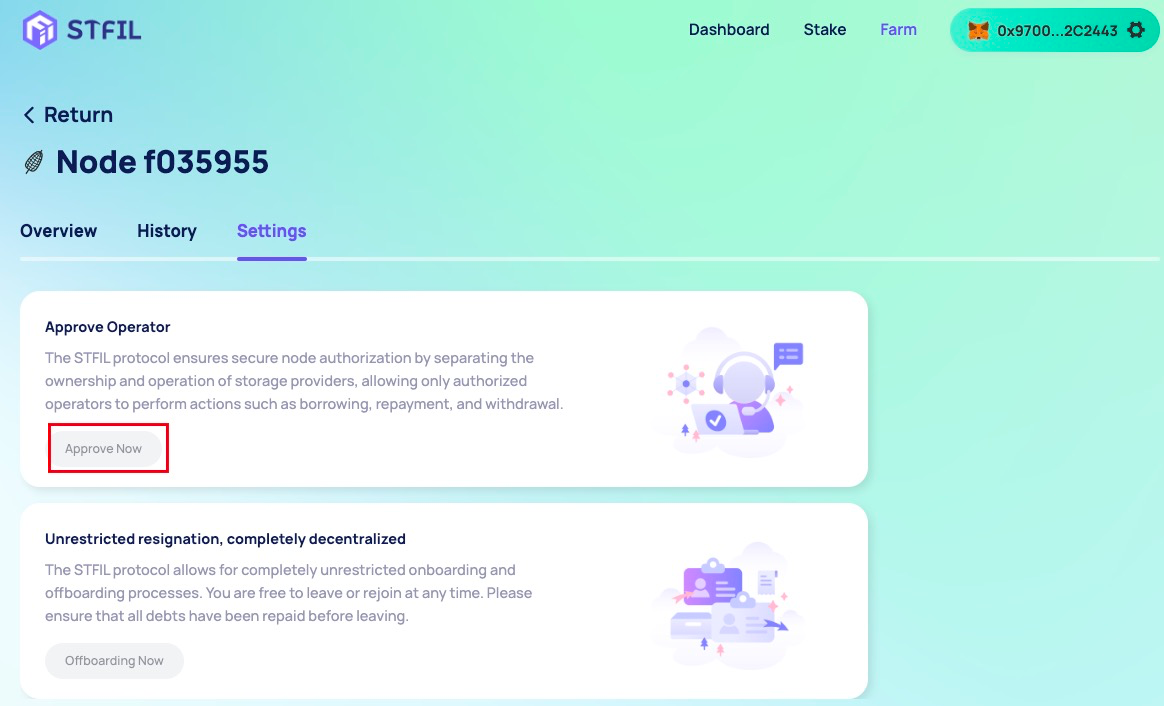 STFIL
Dashboard
Stake
Farm
0x9700...2C2443
Return
Node f035955
Overview
History
Settings
Approve Operator
The STFIL protocol ensures secure node authorization by separating the
ownership and operation of storage providers, allowing only authorized
operators to perform actions such as borrowing, repayment, and withdrawal.
Approve Now
Unrestricted resignation, completely decentralized
The STFIL protocol allows for completely unrestricted onboarding and
offboarding processes. You are free to leave or rejoin at any time. Please
ensure that all debts have been repaid before leaving.
Offboarding Now